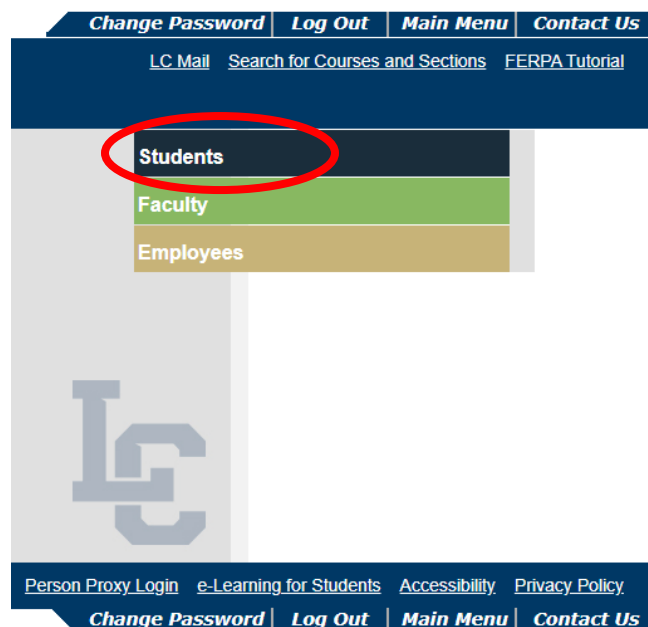 Change Password Log Out Main Menu Contact Us
LC Mail Search for Courses and Sections FERPA Tutorial
Students
Faculty
Employees
LC
Person Proxy Login e-Learning for Students Accessibility Privacy Policy
Change Password Log Out Main Menu Contact Us